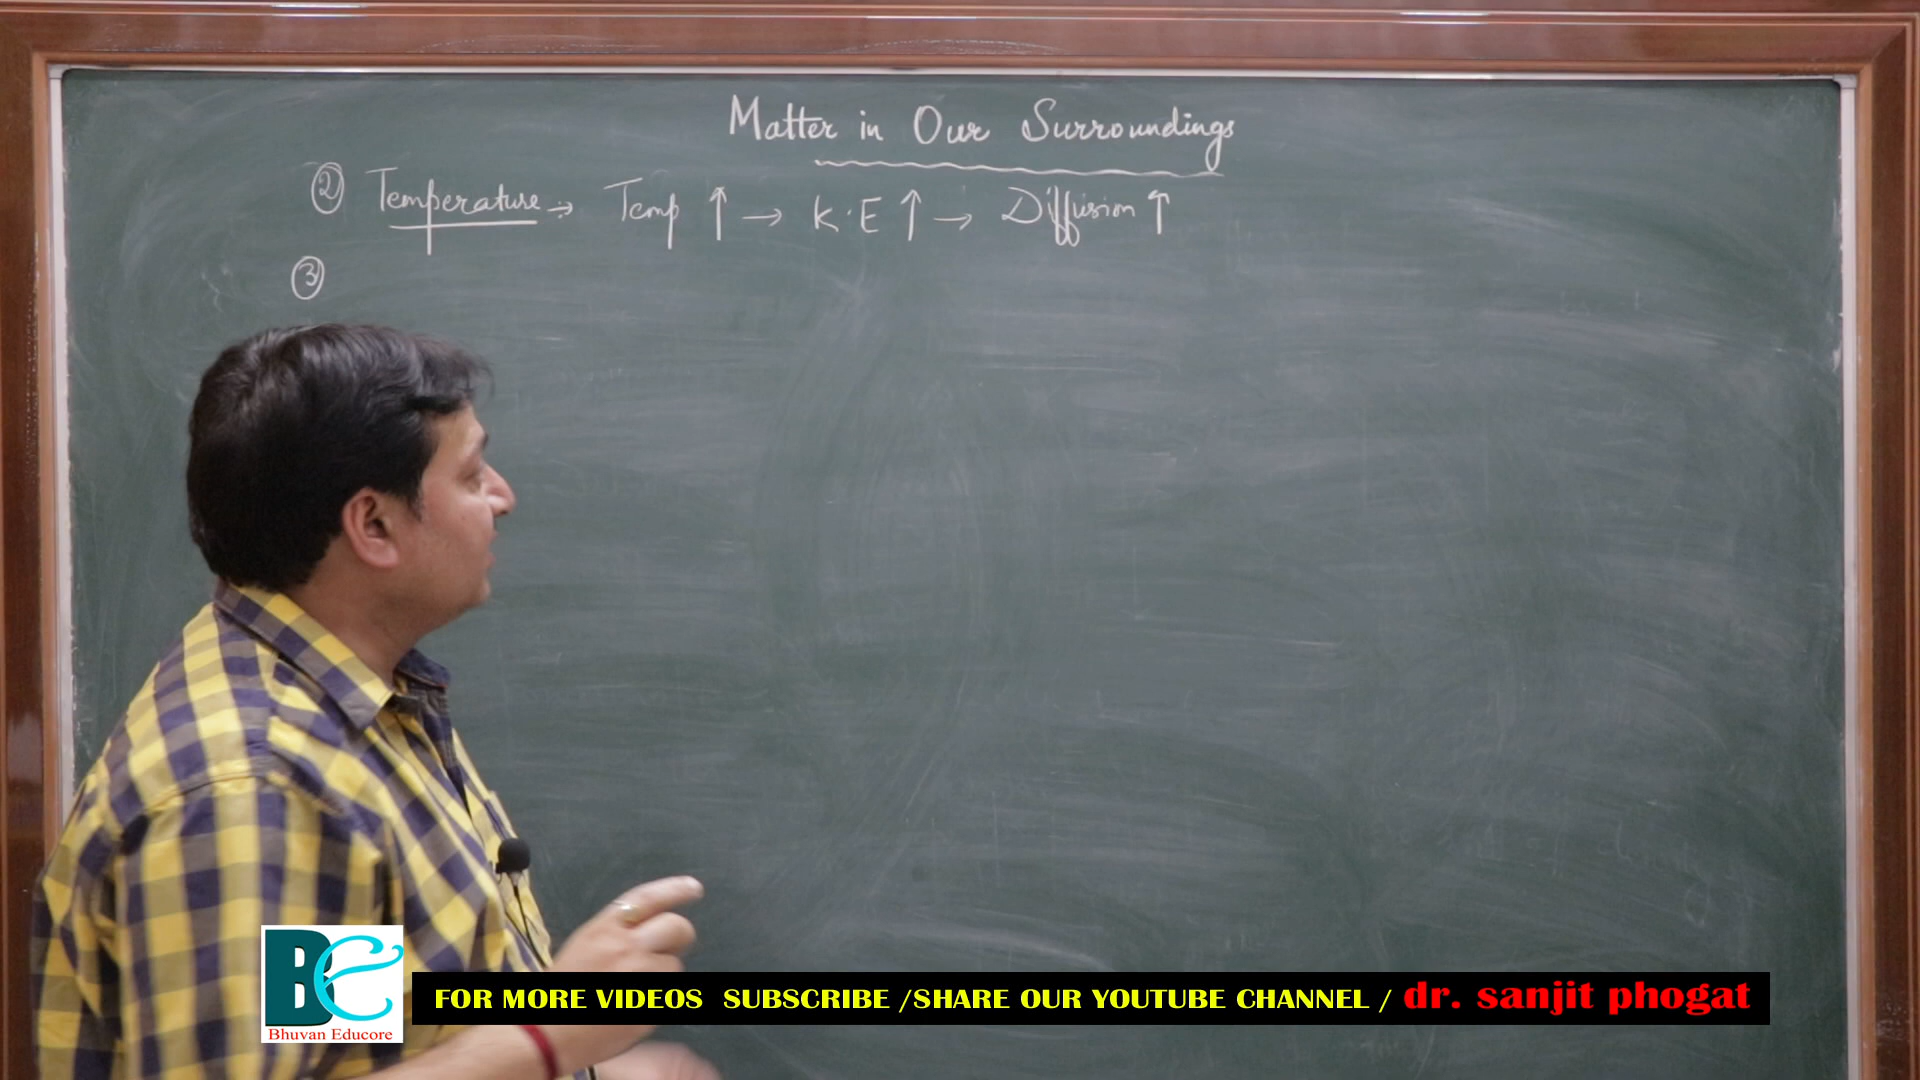 Matter in Our Surroundings
② Temperature → Temp ↑ → K.E ↑ → Diffusion ↑
③
BE
Bhuvan Educore
FOR MORE VIDEOS SUBSCRIBE /SHARE OUR YOUTUBE CHANNEL / dr. sanjit phogat